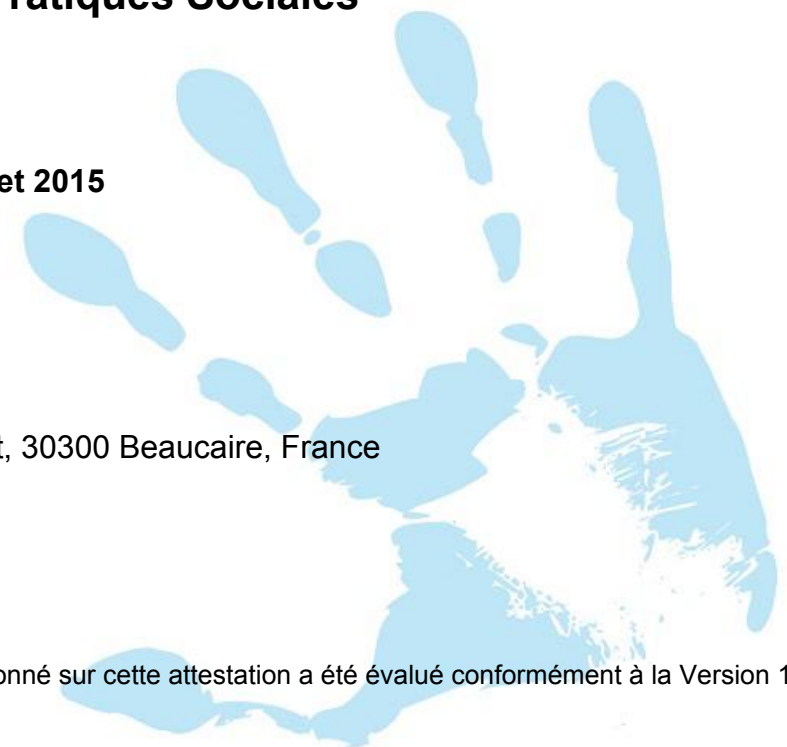 ratiques Sociales
et 2015
t, 30300 Beaucaire, France
onné sur cette attestation a été évalué conformément à la Version 1